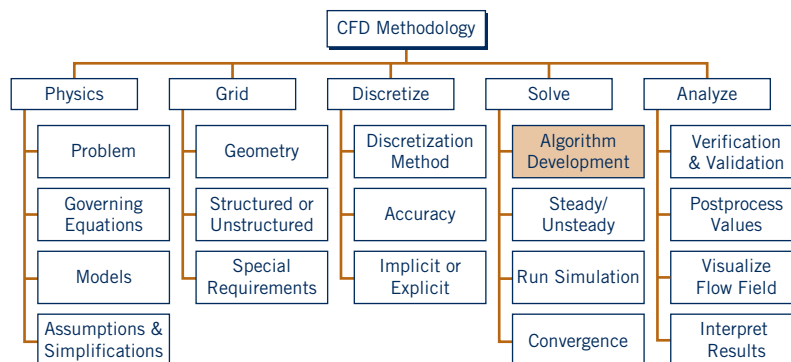 CFD Methodology
Physics
Grid
Discretize
Solve
Analyze
Problem
Governing
Equations
Models
Assumptions &
Simplifications
Geometry
Structured or
Unstructured
Special
Requirements
Discretization
Method
Accuracy
Implicit or
Explicit
Algorithm
Development
Steady/
Unsteady
Run Simulation
Convergence
Verification
& Validation
Postprocess
Values
Visualize
Flow Field
Interpret
Results